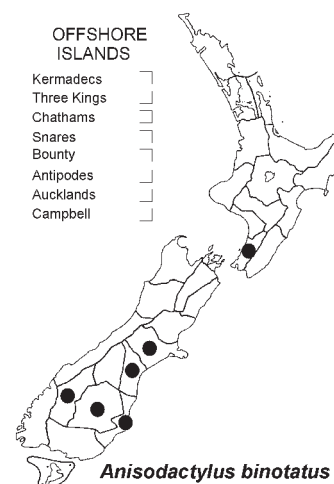 OFFSHORE
ISLANDS
Kermadecs
Three Kings
Chathams
Snares
Bounty
Antipodes
Aucklands
Campbell
Anisodactylus binotatus